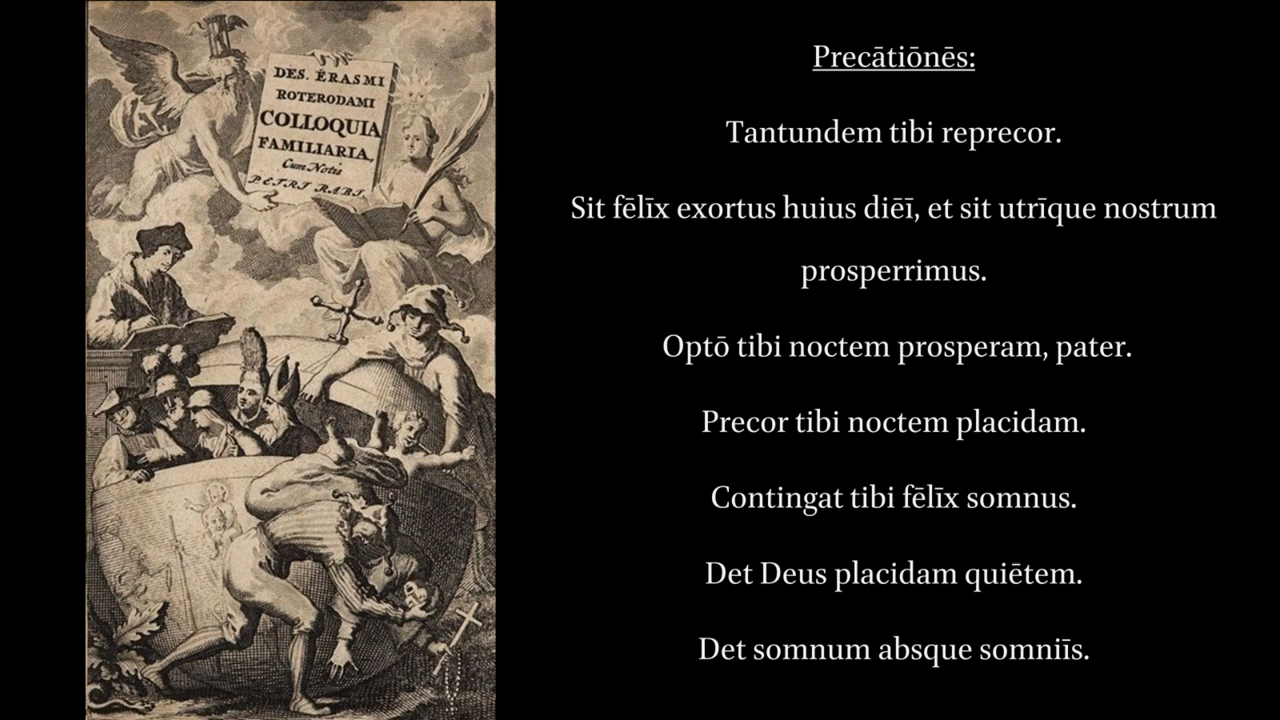 DES. ERASMI
ROTERODAMI
COLLOQUIA
FAMILIARIA,
Cum Notis
PETRI RABI.
Precātiōnēs:
Tantundem tibi reprecor.
Sit fēlīx exortus huius diēī, et sit utrīque nostrum
prosperrimus.
Optō tibi noctem prosperam, pater.
Precor tibi noctem placidam.
Contingat tibi fēlīx somnus.
Det Deus placidam quiētem.
Det somnum absque somniīs.